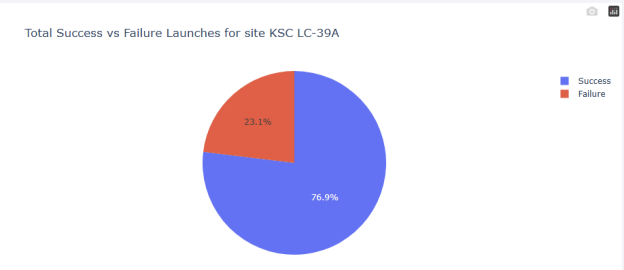 Total Success vs Failure Launches for site KSC LC-39A
Success
Failure
23.1%
76.9%